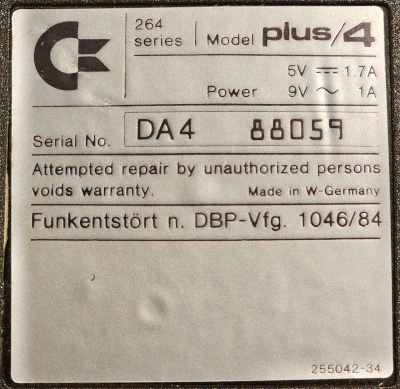 264
series Model plus/4
5V ⎓ 1.7A
Power 9V ~ 1A
Serial No. DA4 88059
Attempted repair by unauthorized persons
voids warranty. Made in W-Germany
Funkentstört n. DBP-Vfg. 1046/84
255042-34